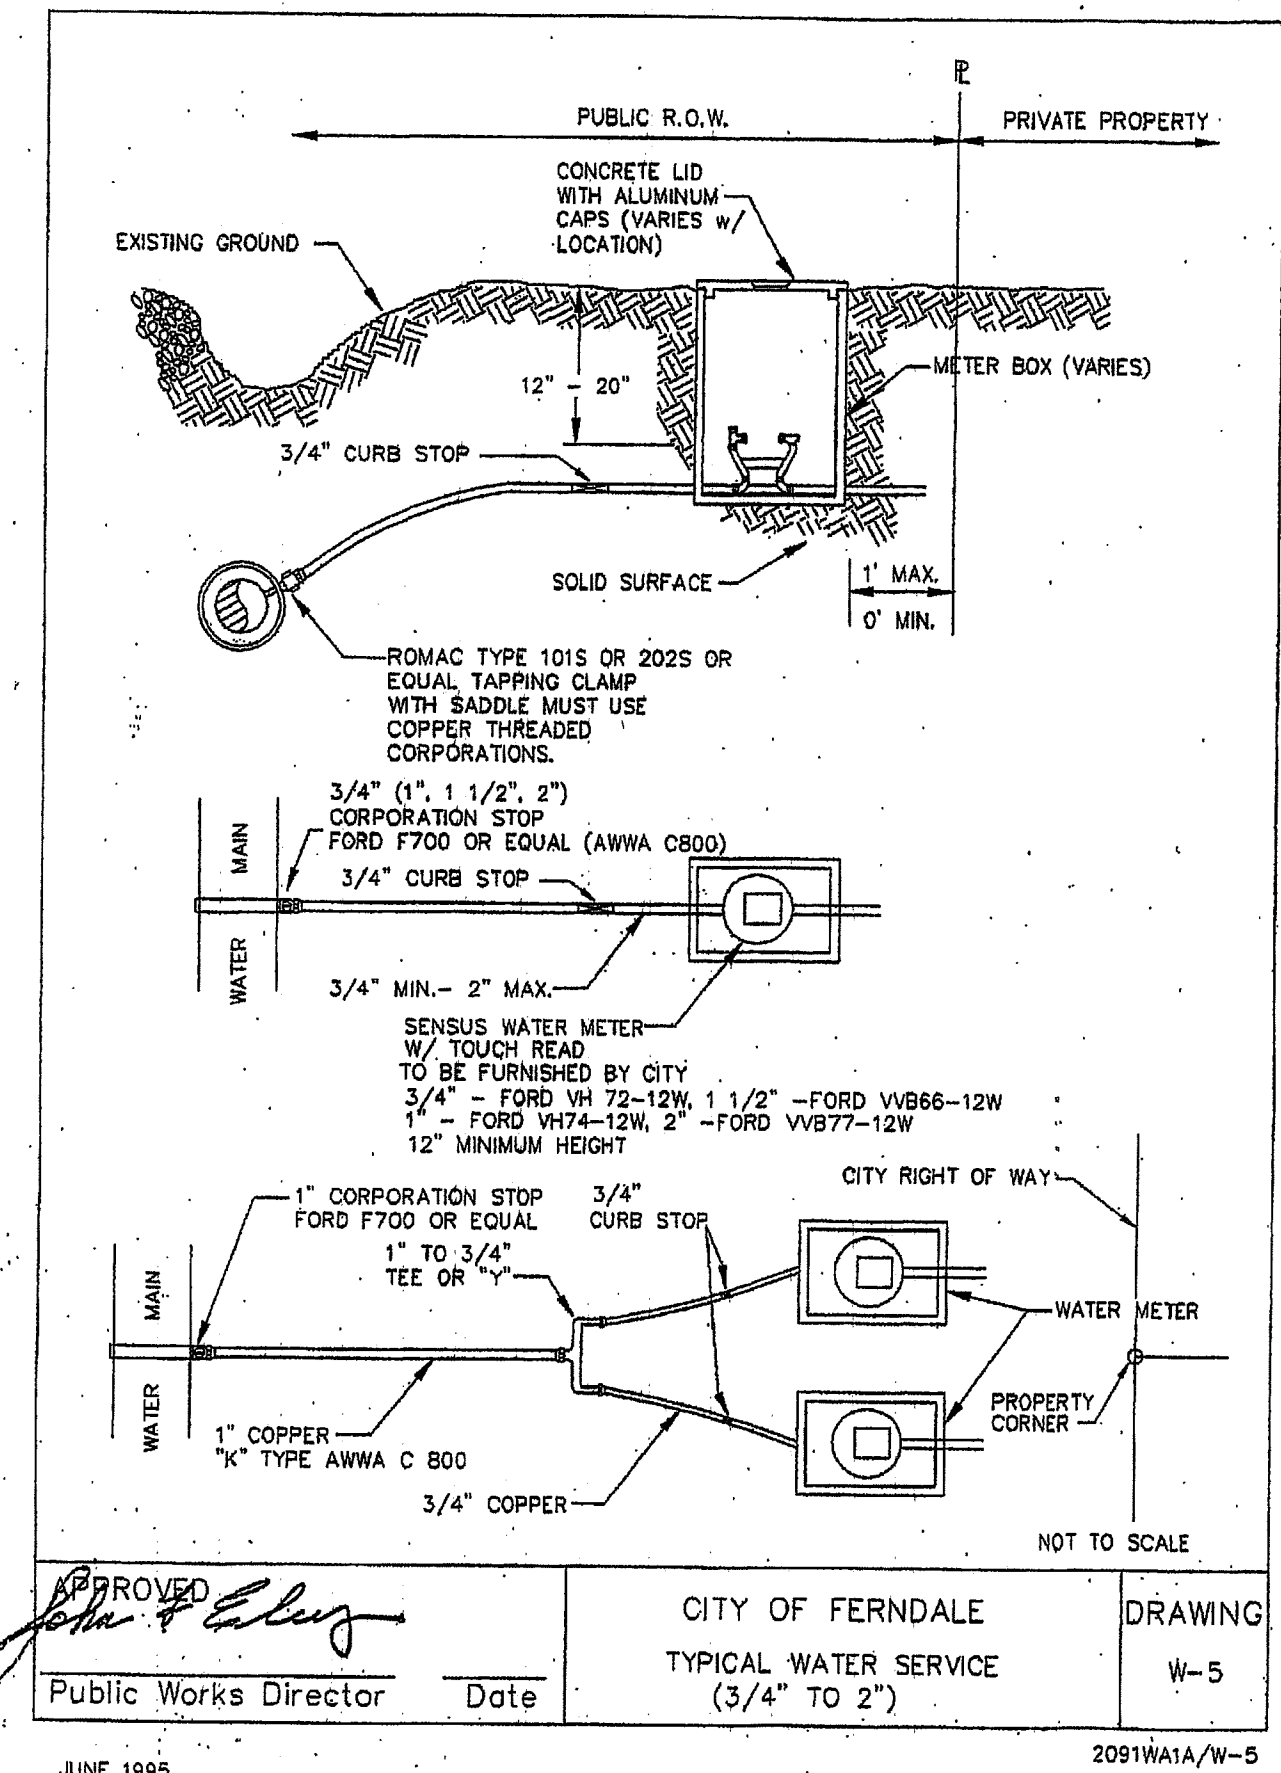 PL
PUBLIC R.O.W.
PRIVATE PROPERTY
CONCRETE LID
WITH ALUMINUM
CAPS (VARIES w/
LOCATION)
EXISTING GROUND
METER BOX (VARIES)
12" - 20"
3/4" CURB STOP
SOLID SURFACE
1' MAX.
0' MIN.
ROMAC TYPE 101S OR 202S OR
EQUAL TAPPING CLAMP
WITH SADDLE MUST USE
COPPER THREADED
CORPORATIONS.
3/4" (1", 1 1/2", 2")
CORPORATION STOP
FORD F700 OR EQUAL (AWWA C800)
3/4" CURB STOP
WATER MAIN
3/4" MIN.- 2" MAX.
SENSUS WATER METER
W/ TOUCH READ
TO BE FURNISHED BY CITY
3/4" - FORD VH 72-12W, 1 1/2" -FORD VVB66-12W
1" - FORD VH74-12W, 2" -FORD VVB77-12W
12" MINIMUM HEIGHT
CITY RIGHT OF WAY
1" CORPORATION STOP
FORD F700 OR EQUAL
3/4"
CURB STOP
1" TO 3/4"
TEE OR "Y"
WATER MAIN
WATER METER
PROPERTY
CORNER
1" COPPER
"K" TYPE AWWA C 800
3/4" COPPER
NOT TO SCALE
APPROVED
Public Works Director
Date
CITY OF FERNDALE
TYPICAL WATER SERVICE
(3/4" TO 2")
DRAWING
W-5
JUNE 1995
2091WA1A/W-5